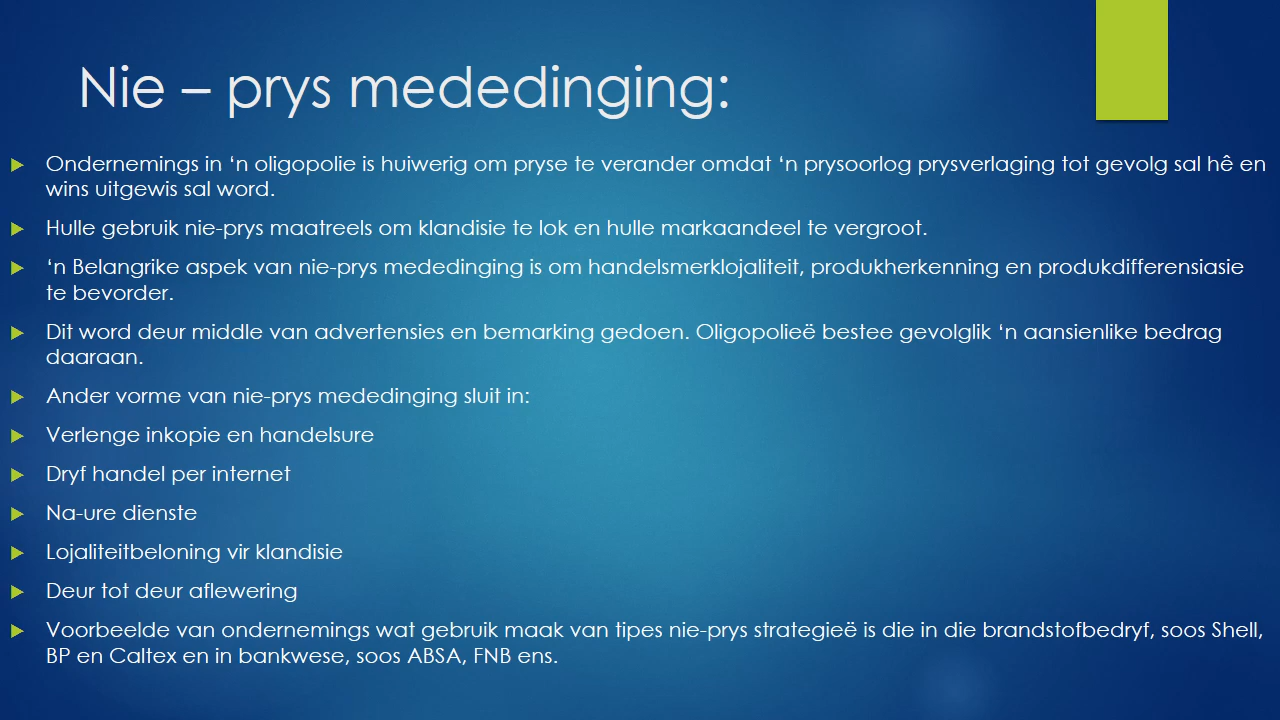 Nie – prys mededinging:
Ondernemings in ‘n oligopolie is huiwerig om pryse te verander omdat ‘n prysoorlog prysverlaging tot gevolg sal hê en
wins uitgewis sal word.
Hulle gebruik nie-prys maatreels om klandisie te lok en hulle markaandeel te vergroot.
‘n Belangrike aspek van nie-prys mededinging is om handelsmerklojaliteit, produkherkenning en produkdifferensiasie
te bevorder.
Dit word deur middle van advertensies en bemarking gedoen. Oligopolieë bestee gevolglik ‘n aansienlike bedrag
daaraan.
Ander vorme van nie-prys mededinging sluit in:
Verlenge inkopie en handelsure
Dryf handel per internet
Na-ure dienste
Lojaliteitbeloning vir klandisie
Deur tot deur aflewering
Voorbeelde van ondernemings wat gebruik maak van tipes nie-prys strategieë is die in die brandstofbedryf, soos Shell,
BP en Caltex en in bankwese, soos ABSA, FNB ens.